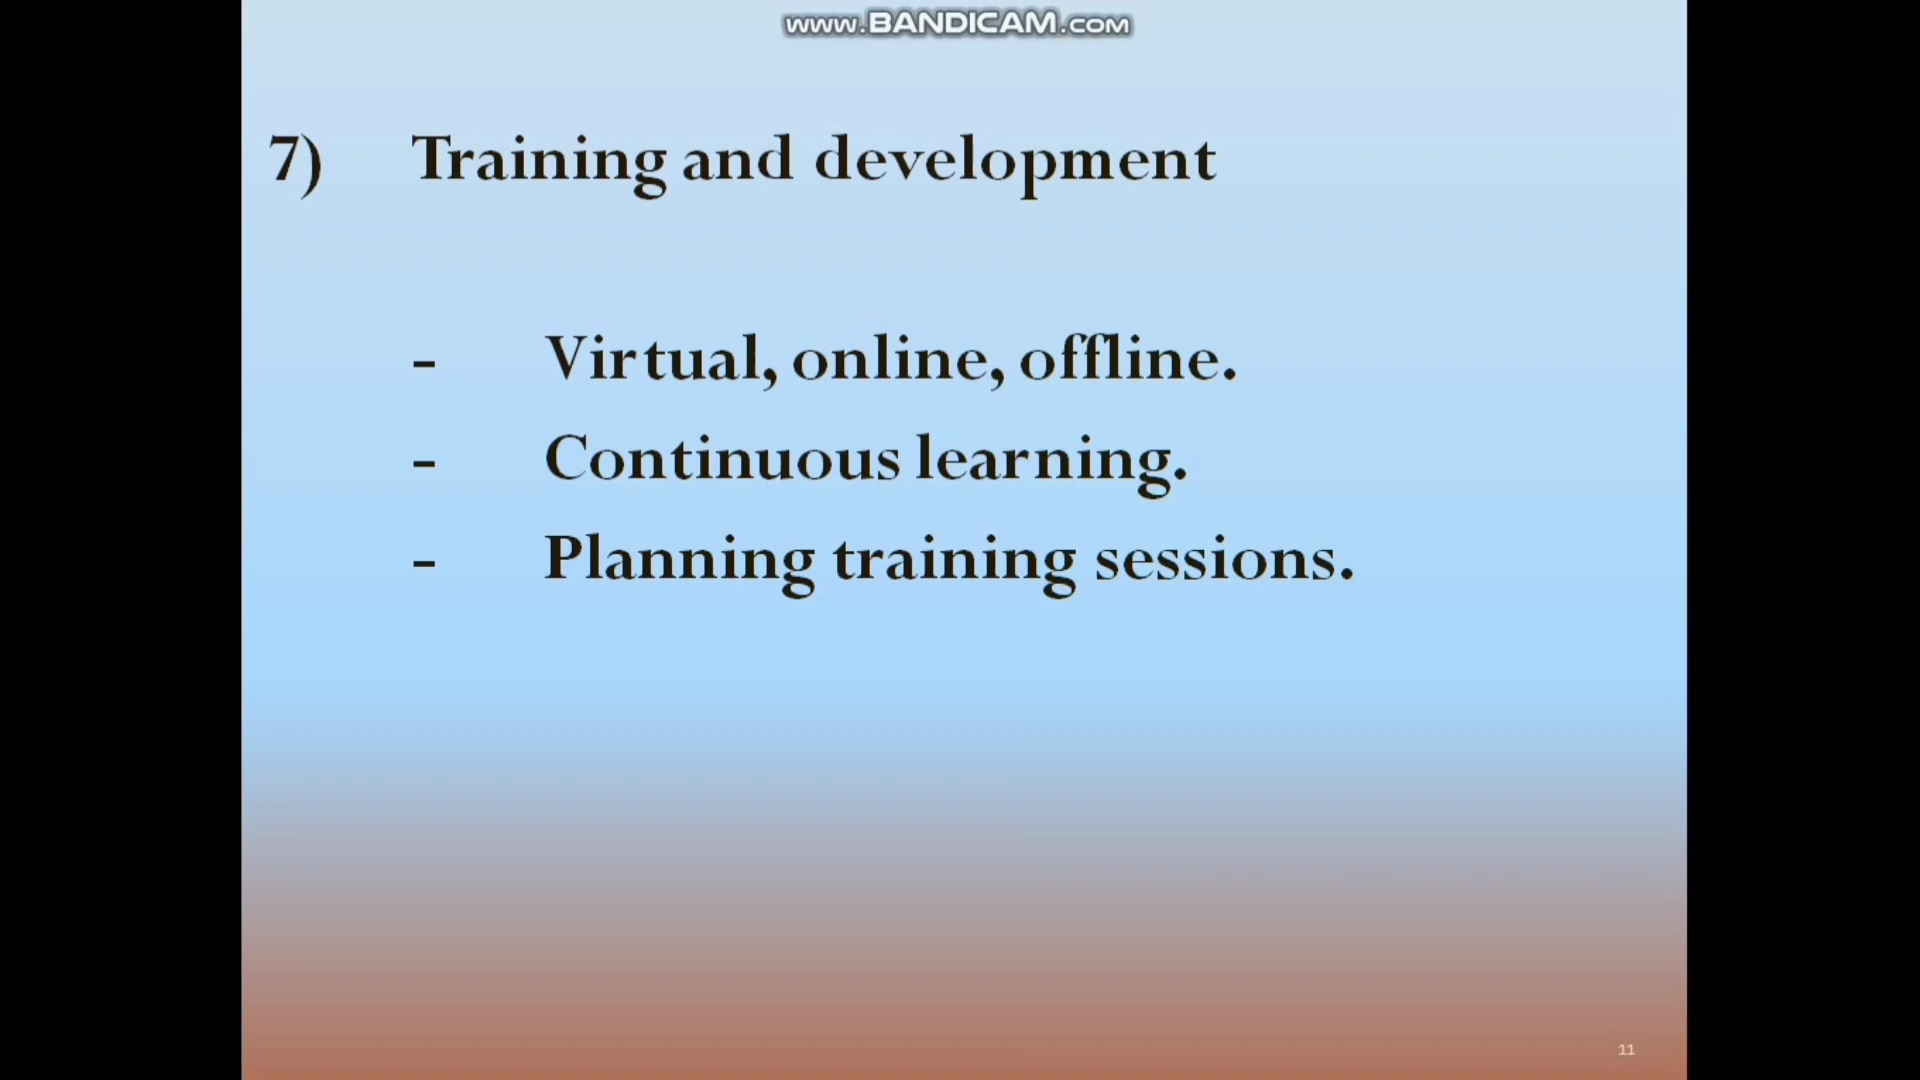 www.BANDICAM.com
7) Training and development
- Virtual, online, offline.
- Continuous learning.
- Planning training sessions.
11